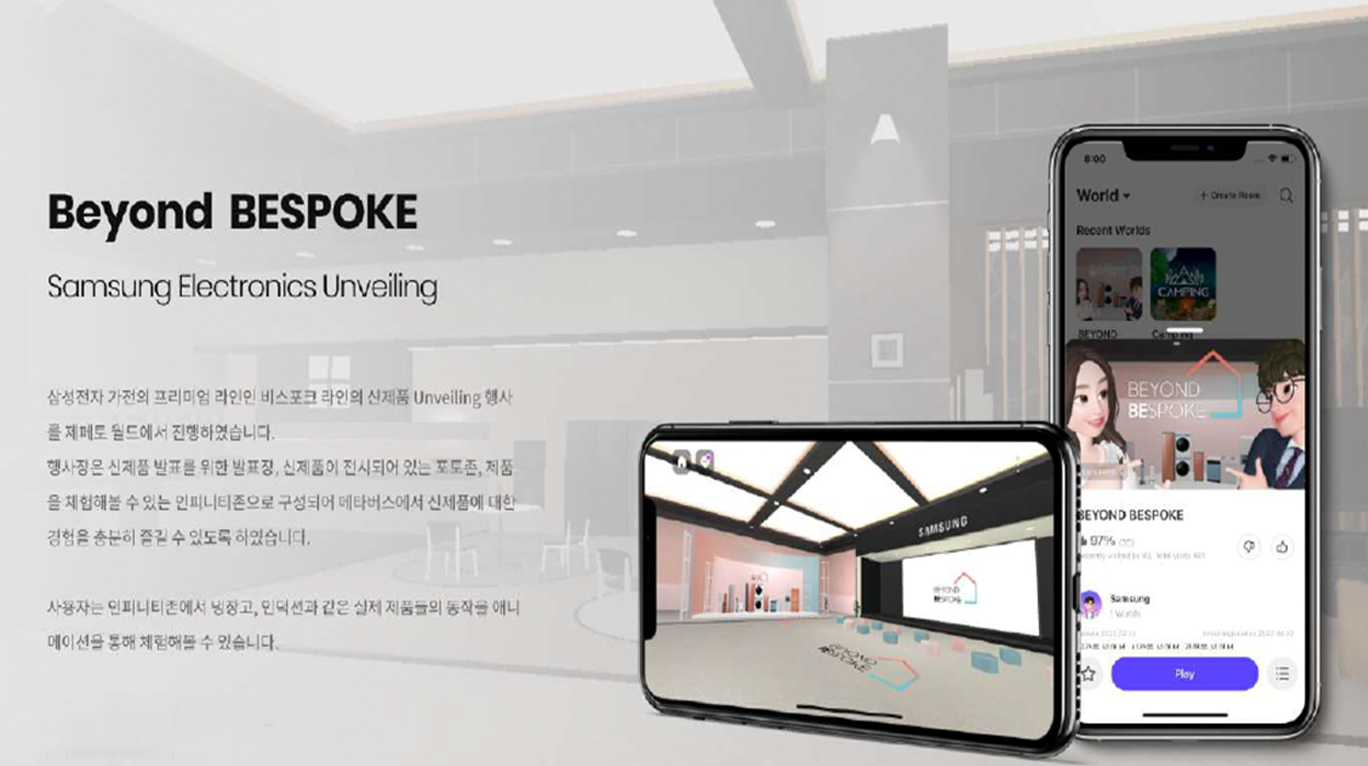 Beyond BESPOKE
Samsung Electronics Unveiling
삼성전자 가전의 프리미엄 라인인 비스포크 라인의 신제품 Unveiling 행사
를 제페토 월드에서 진행하였습니다.
행사장은 신제품 발표를 위한 발표장, 신제품이 전시되어 있는 포토존, 제품
을 체험해볼 수 있는 인피니티존으로 구성되어 메타버스에서 신제품에 대한
경험을 충분히 즐길 수 있도록 하였습니다.
사용자는 인피니티존에서 냉장고, 인덕션과 같은 실제 제품들의 동작을 애니
메이션을 통해 체험해볼 수 있습니다.
SAMSUNG
BEYOND
BESPOKE
BEYOND
BESPOKE
8:00
World
+ Create Room
Recent Worlds
CAMPING
BEYOND
BEYOND
BESPOKE
BEYOND BESPOKE
97%
Samsung
1 Worlds
Play